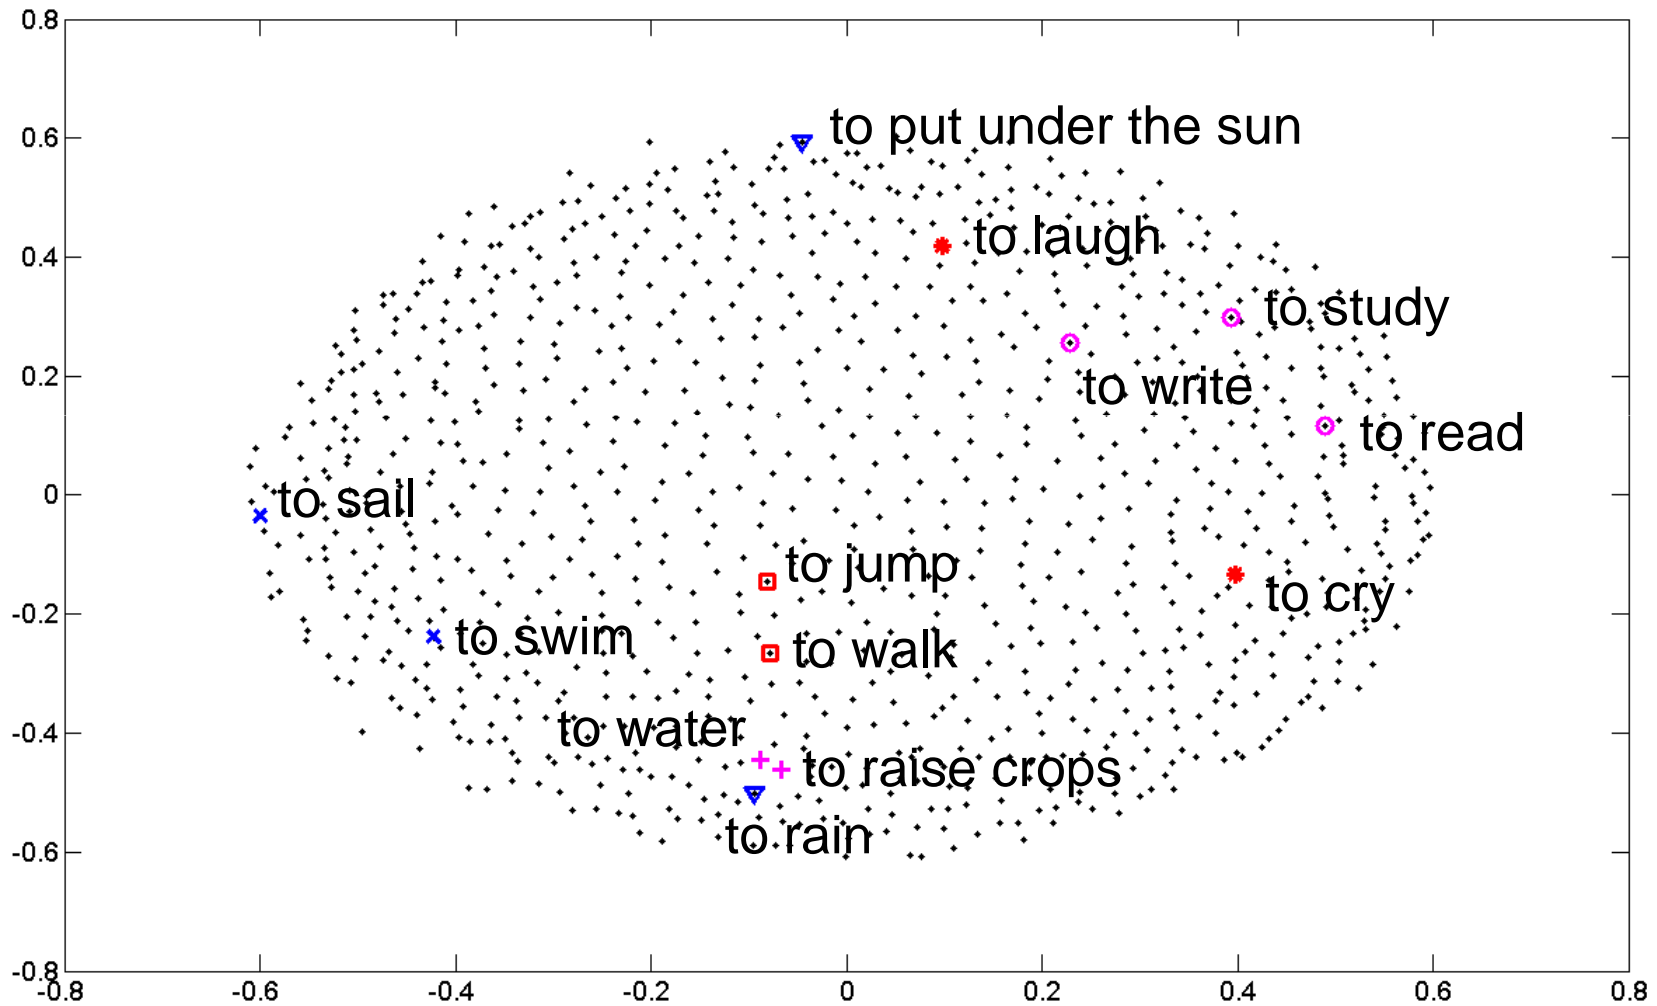 0.8
to put under the sun
0.6
to laugh
0.4
to study
to write
0.2
to read
to sail
0
to jump
to cry
-0.2
to swim
to walk
to water
-0.4
to raise crops
to rain
-0.6
-0.8
-0.8 -0.6 -0.4 -0.2 0 0.2 0.4 0.6 0.8